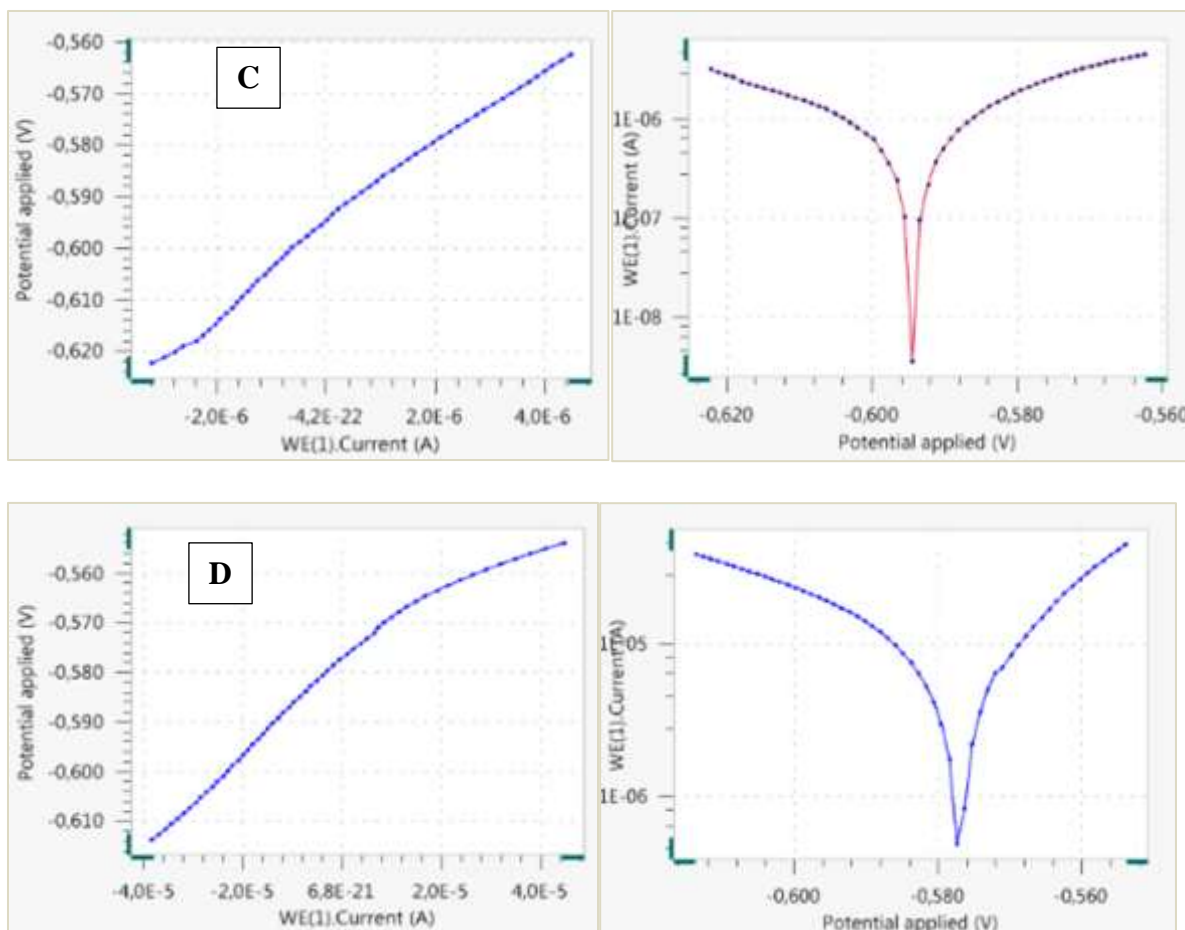 C
Potential applied (V)
-0,560
-0,570
-0,580
-0,590
-0,600
-0,610
-0,620
-2,0E-6 -4,2E-22 2,0E-6 4,0E-6
WE(1).Current (A)
WE(1).Current (A)
1E-06
1E-07
1E-08
-0,620 -0,600 -0,580 -0,560
Potential applied (V)
D
Potential applied (V)
-0,560
-0,570
-0,580
-0,590
-0,600
-0,610
-4,0E-5 -2,0E-5 6,8E-21 2,0E-5 4,0E-5
WE(1).Current (A)
WE(1).Current (A)
1E-05
1E-06
-0,600 -0,580 -0,560
Potential applied (V)